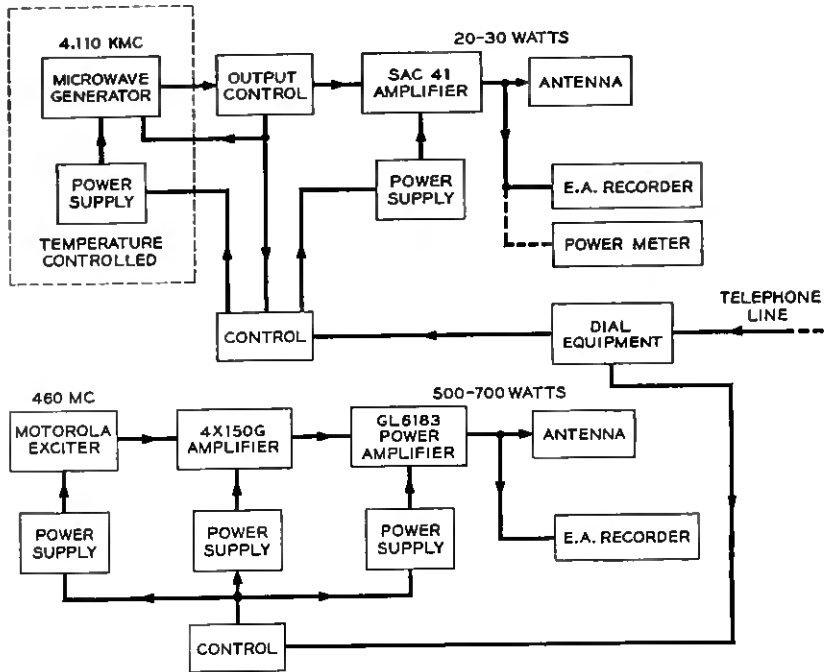 4.110 KMC
MICROWAVE
GENERATOR
OUTPUT
CONTROL
SAC 41
AMPLIFIER
20-30 WATTS
ANTENNA
POWER
SUPPLY
TEMPERATURE
CONTROLLED
POWER
SUPPLY
E.A. RECORDER
POWER METER
CONTROL
DIAL
EQUIPMENT
TELEPHONE
LINE
460 MC
MOTOROLA
EXCITER
4X150G
AMPLIFIER
GL6183
POWER
AMPLIFIER
500-700 WATTS
ANTENNA
POWER
SUPPLY
POWER
SUPPLY
POWER
SUPPLY
E.A. RECORDER
CONTROL